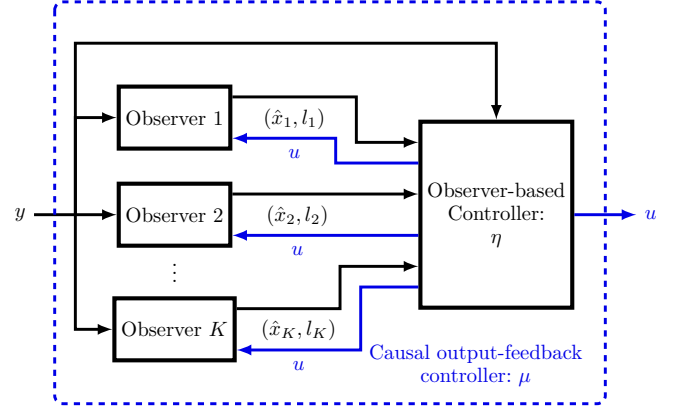 Observer 1
(x̂₁, l₁)
u
y
Observer 2
(x̂₂, l₂)
u
⋮
Observer K
(x̂_K, l_K)
u
Observer-based
Controller:
η
u
Causal output-feedback
controller: μ